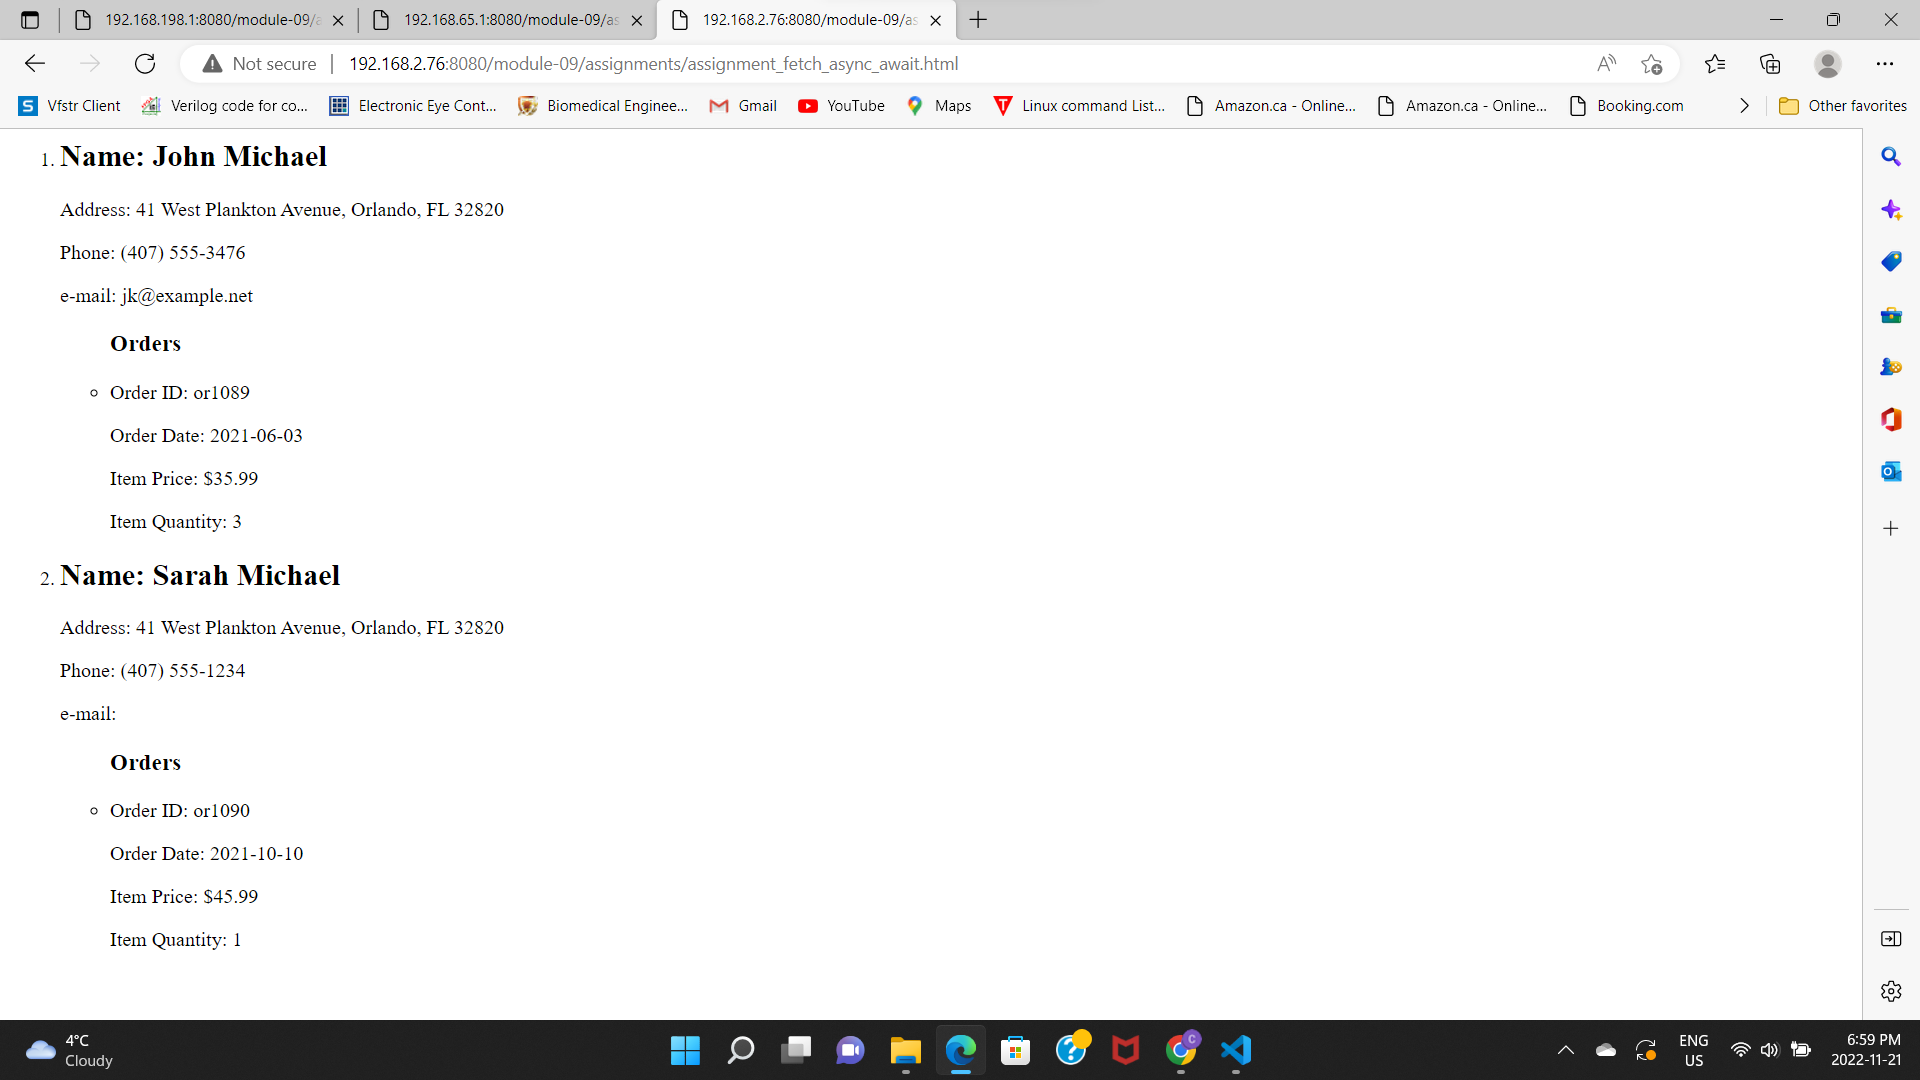 192.168.198.1:8080/module-09/a
192.168.65.1:8080/module-09/as
192.168.2.76:8080/module-09/as
Not secure
192.168.2.76:8080/module-09/assignments/assignment_fetch_async_await.html
Vfstr Client
Verilog code for co...
Electronic Eye Cont...
Biomedical Enginee...
Gmail
YouTube
Maps
Linux command List...
Amazon.ca - Online...
Amazon.ca - Online...
Booking.com
Other favorites
1. Name: John Michael
Address: 41 West Plankton Avenue, Orlando, FL 32820
Phone: (407) 555-3476
e-mail: jk@example.net
Orders
Order ID: or1089
Order Date: 2021-06-03
Item Price: $35.99
Item Quantity: 3
2. Name: Sarah Michael
Address: 41 West Plankton Avenue, Orlando, FL 32820
Phone: (407) 555-1234
e-mail:
Orders
Order ID: or1090
Order Date: 2021-10-10
Item Price: $45.99
Item Quantity: 1
4°C
Cloudy
ENG
US
6:59 PM
2022-11-21